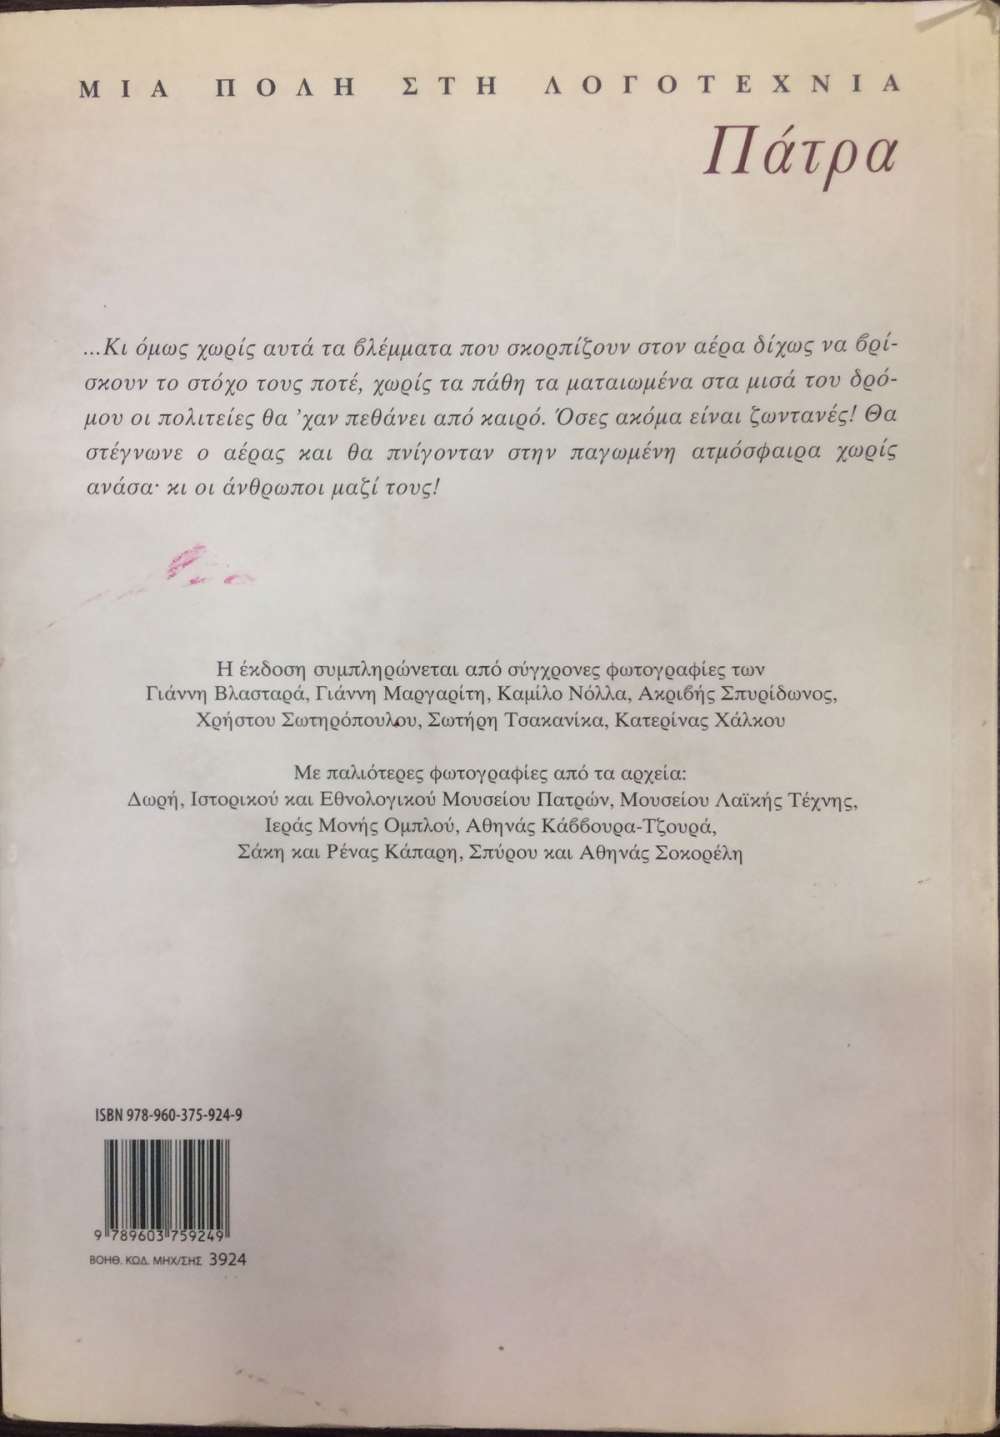 ΜΙΑ ΠΟΛΗ ΣΤΗ ΛΟΓΟΤΕΧΝΙΑ
Πάτρα
...Κι όμως χωρίς αυτά τα βλέμματα που σκορπίζουν στον αέρα δίχως να βρί-
σκουν το στόχο τους ποτέ, χωρίς τα πάθη τα ματαιωμένα στα μισά του δρό-
μου οι πολιτείες θα 'χαν πεθάνει από καιρό. Όσες ακόμα είναι ζωντανές! Θα
στέγνωνε ο αέρας και θα πνίγονταν στην παγωμένη ατμόσφαιρα χωρίς
ανάσα· κι οι άνθρωποι μαζί τους!
Η έκδοση συμπληρώνεται από σύγχρονες φωτογραφίες των
Γιάννη Βλασταρά, Γιάννη Μαργαρίτη, Καμίλο Νόλλα, Ακριβής Σπυρίδωνος,
Χρήστου Σωτηρόπουλου, Σωτήρη Τσακανίκα, Κατερίνας Χάλκου
Με παλιότερες φωτογραφίες από τα αρχεία:
Δωρή, Ιστορικού και Εθνολογικού Μουσείου Πατρών, Μουσείου Λαϊκής Τέχνης,
Ιεράς Μονής Ομπλού, Αθηνάς Κάββουρα-Τζουρά,
Σάκη και Ρένας Κάπαρη, Σπύρου και Αθηνάς Σοκορέλη
ISBN 978-960-375-924-9
9 789603 759249
ΒΟΗΘ. ΚΩΔ. ΜΗΧ/ΣΗΣ 3924